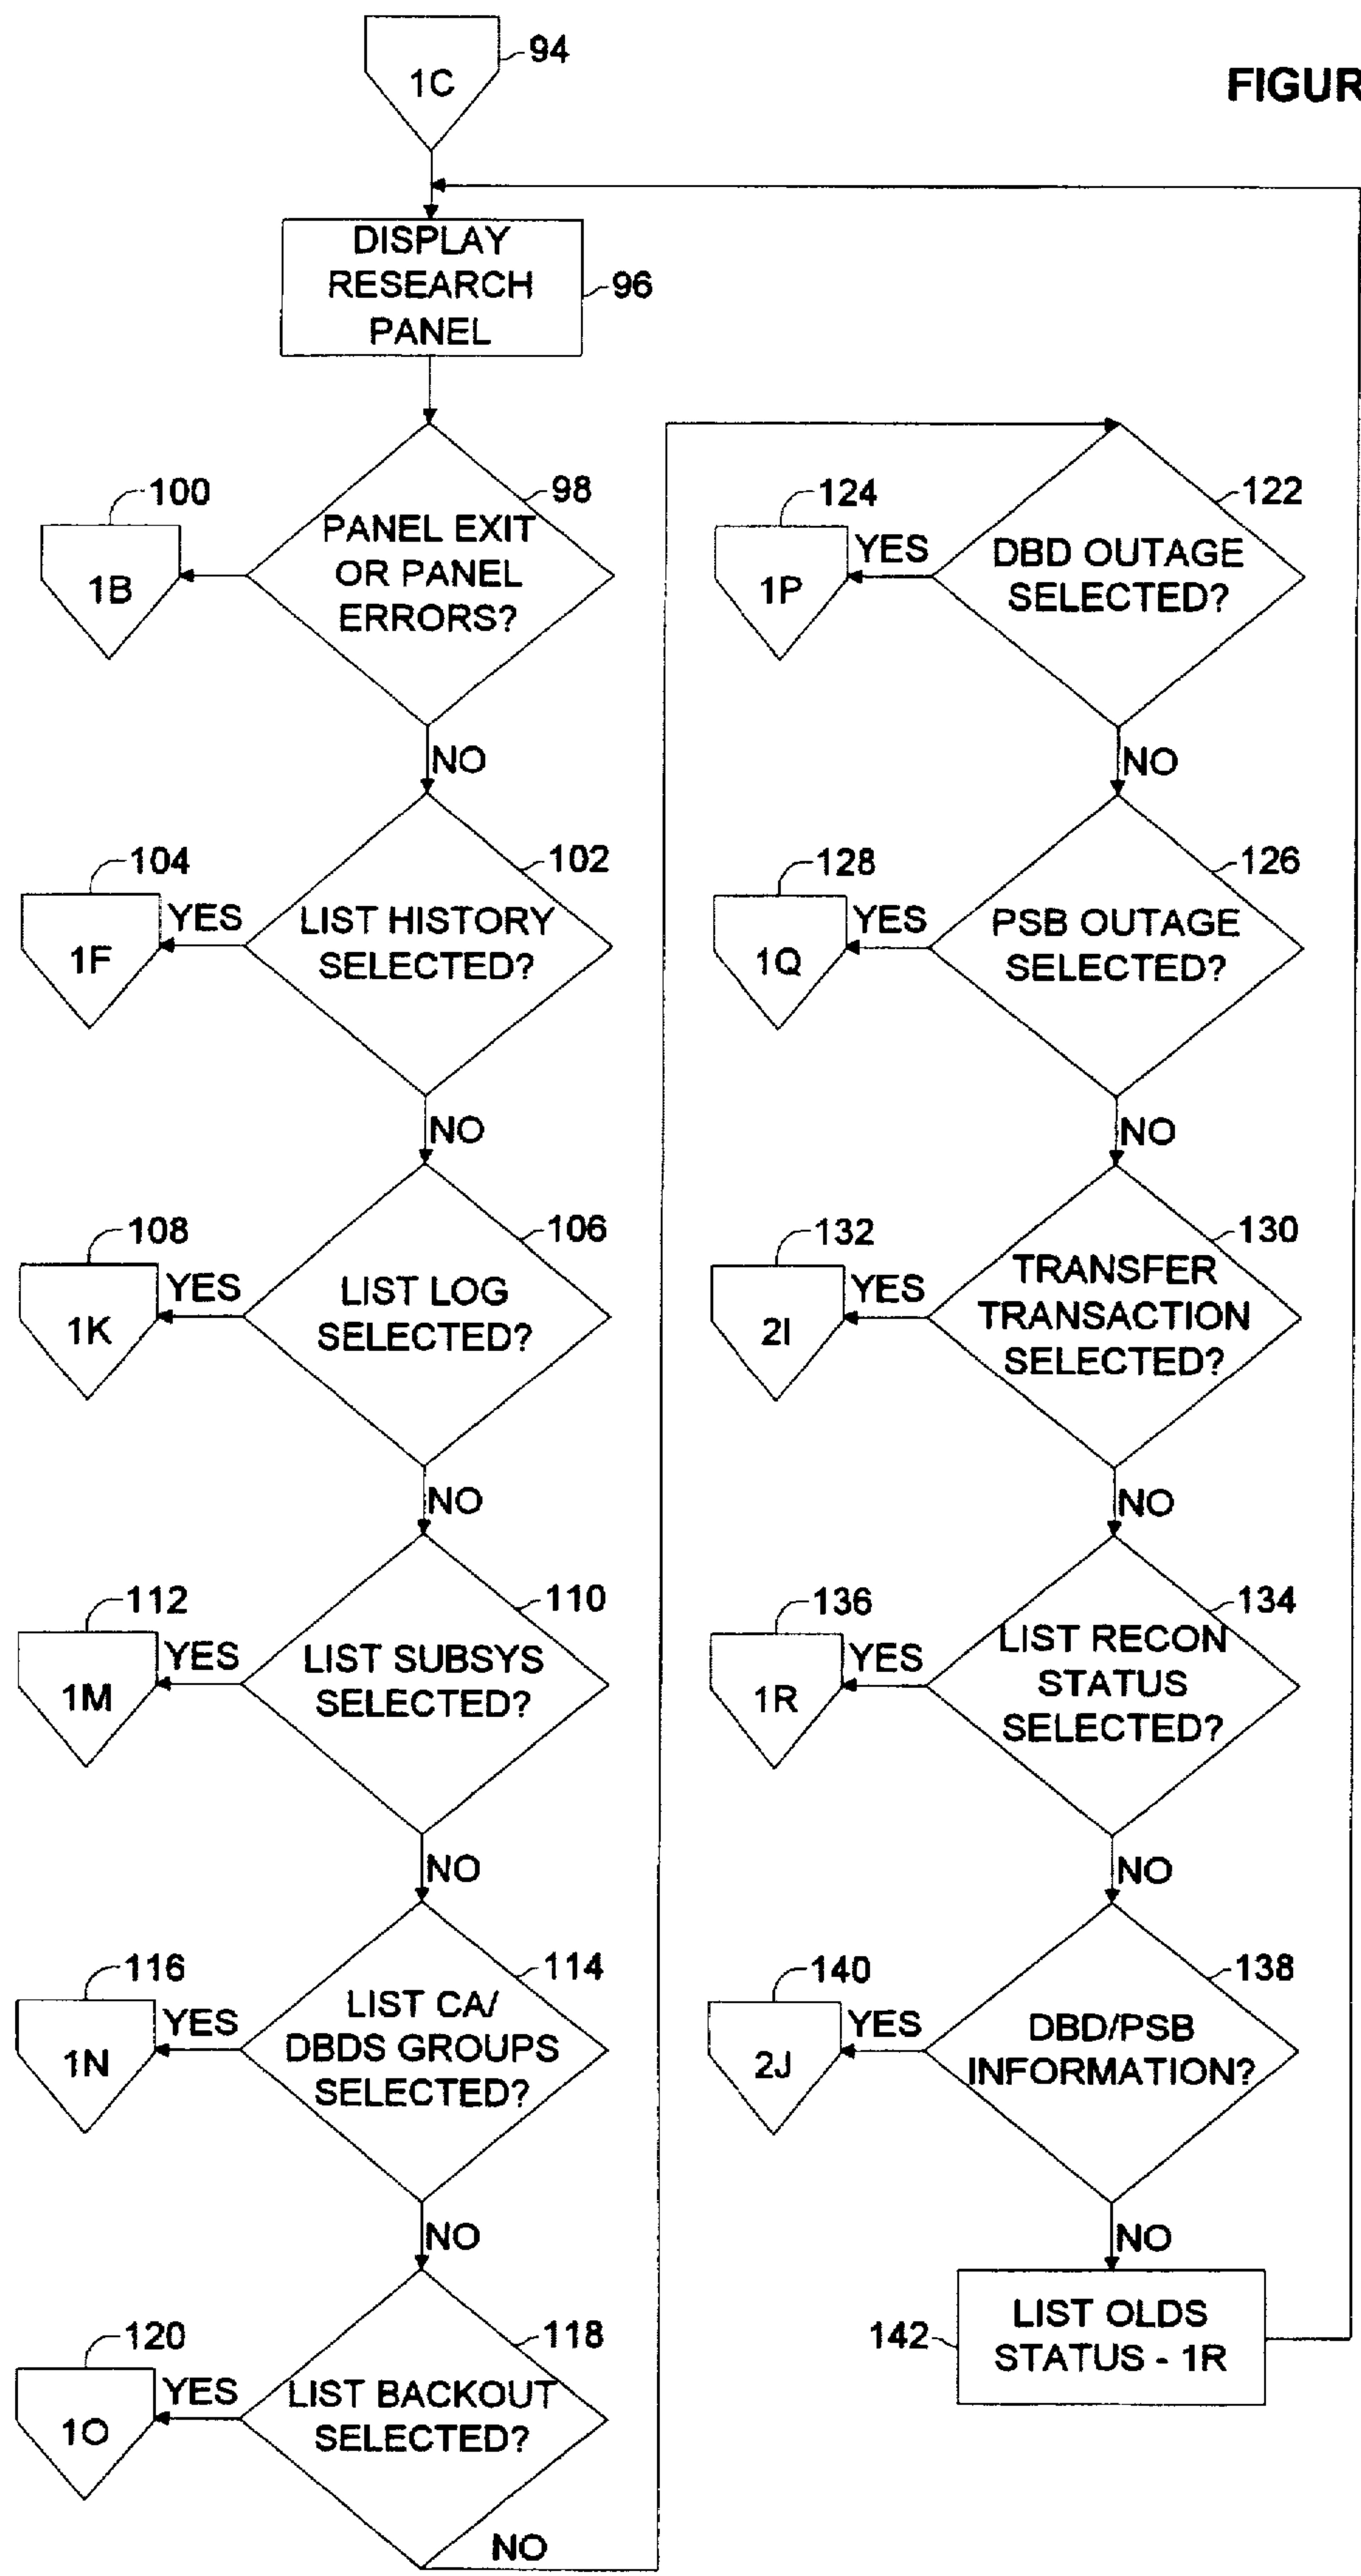 1C
94
FIGUR
DISPLAY
RESEARCH
PANEL
96
98
100
PANEL EXIT
OR PANEL
ERRORS?
1B
NO
102
104
LIST HISTORY
SELECTED?
YES
1F
NO
106
108
LIST LOG
SELECTED?
YES
1K
NO
110
112
LIST SUBSYS
SELECTED?
YES
1M
NO
114
116
LIST CA/
DBDS GROUPS
SELECTED?
YES
1N
NO
118
120
LIST BACKOUT
SELECTED?
YES
1O
NO
122
124
DBD OUTAGE
SELECTED?
YES
1P
NO
126
128
PSB OUTAGE
SELECTED?
YES
1Q
NO
130
132
TRANSFER
TRANSACTION
SELECTED?
YES
2I
NO
134
136
LIST RECON
STATUS
SELECTED?
YES
1R
NO
138
140
DBD/PSB
INFORMATION?
YES
2J
NO
142
LIST OLDS
STATUS - 1R